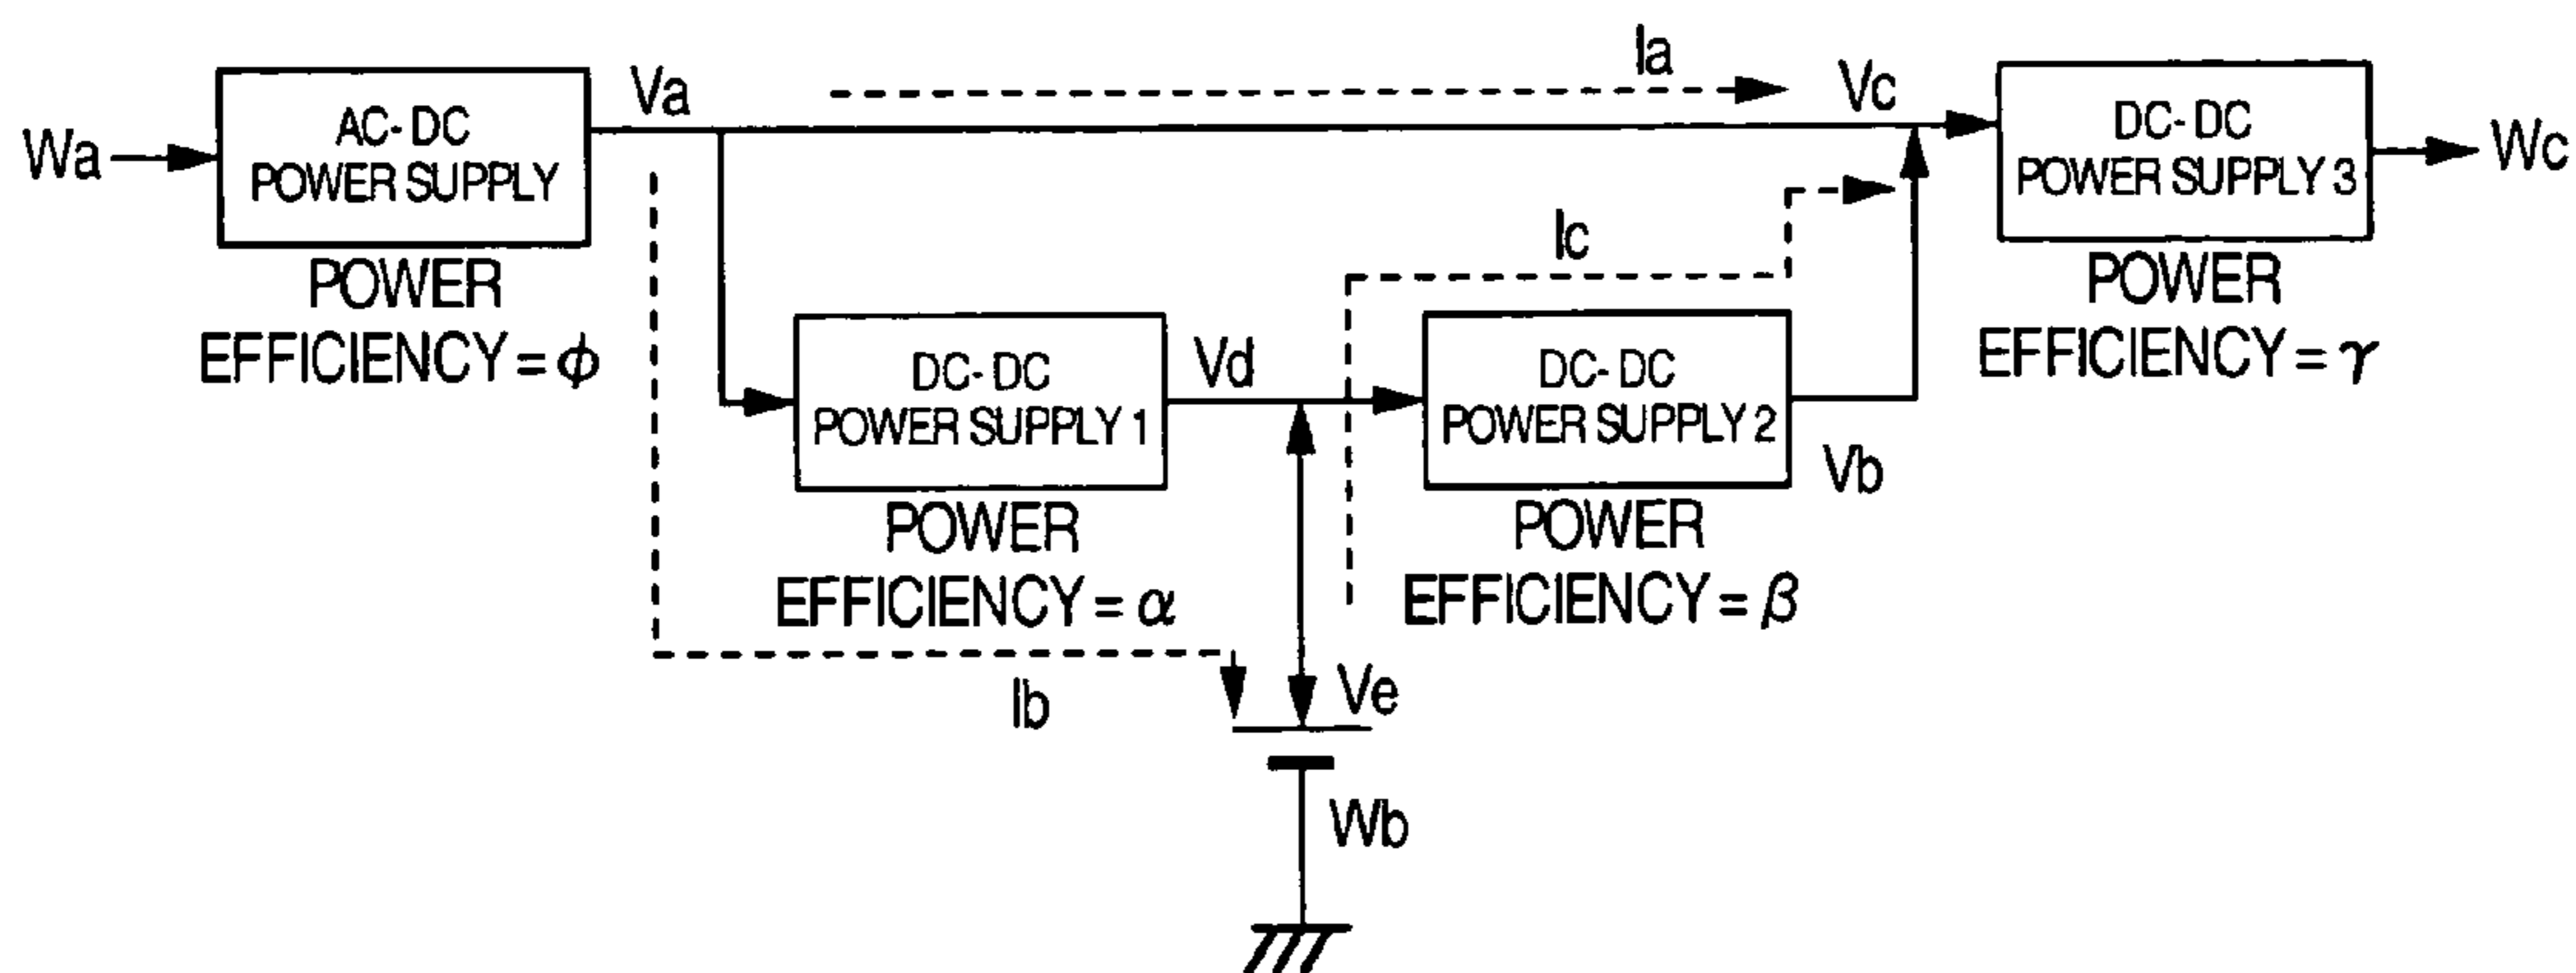 Wa
AC-DC
POWER SUPPLY
POWER
EFFICIENCY = φ
Va
Ia
Vc
DC-DC
POWER SUPPLY 3
POWER
EFFICIENCY = γ
Wc
Ic
DC-DC
POWER SUPPLY 1
POWER
EFFICIENCY = α
Vd
DC-DC
POWER SUPPLY 2
POWER
EFFICIENCY = β
Vb
Ib
Ve
Wb